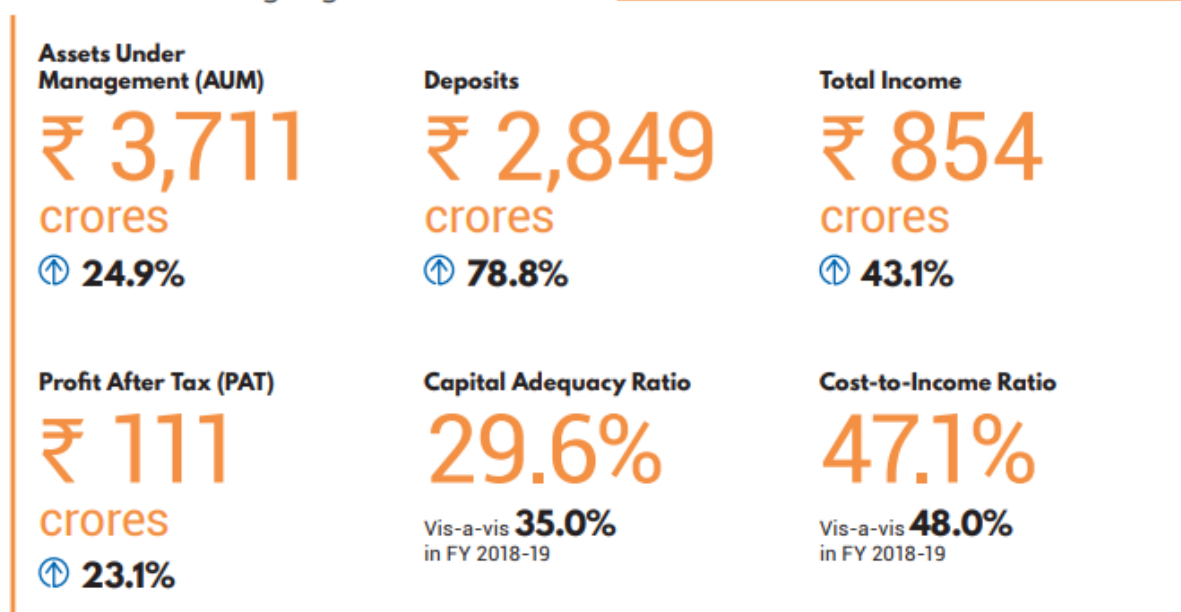 Assets Under
Management (AUM)
₹ 3,711
crores
24.9%
Deposits
₹ 2,849
crores
78.8%
Total Income
₹ 854
crores
43.1%
Profit After Tax (PAT)
₹ 111
crores
23.1%
Capital Adequacy Ratio
29.6%
Vis-a-vis 35.0%
in FY 2018-19
Cost-to-Income Ratio
47.1%
Vis-a-vis 48.0%
in FY 2018-19